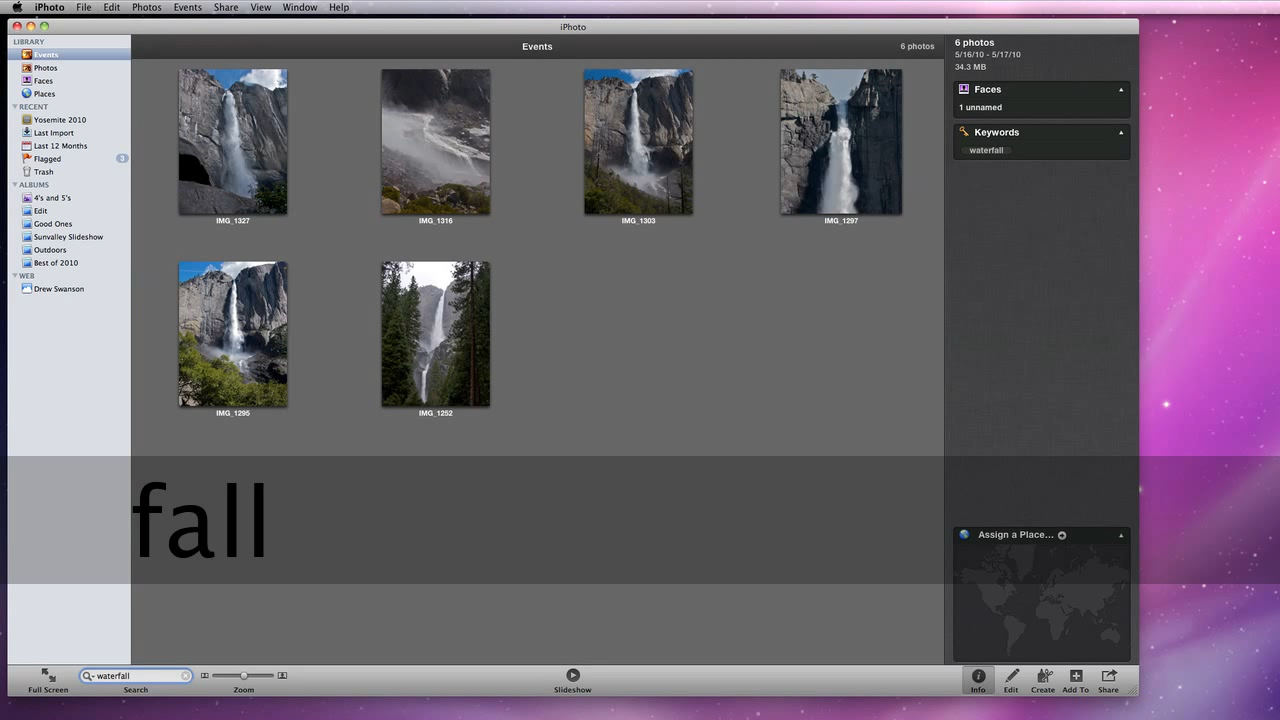 iPhoto File Edit Photos Events Share View Window Help
iPhoto
LIBRARY
Events
Photos
Faces
Places
RECENT
Yosemite 2010
Last Import
Last 12 Months
Flagged 3
Trash
ALBUMS
4's and 5's
Edit
Good Ones
Sunvalley Slideshow
Outdoors
Best of 2010
WEB
Drew Swanson
Events 6 photos
IMG_1327 IMG_1316 IMG_1303 IMG_1297
IMG_1295 IMG_1252
6 photos
5/16/10 - 5/17/10
34.3 MB
Faces
1 unnamed
Keywords
waterfall
Assign a Place...
fall
waterfall
Full Screen Search Zoom Slideshow Info Edit Create Add To Share